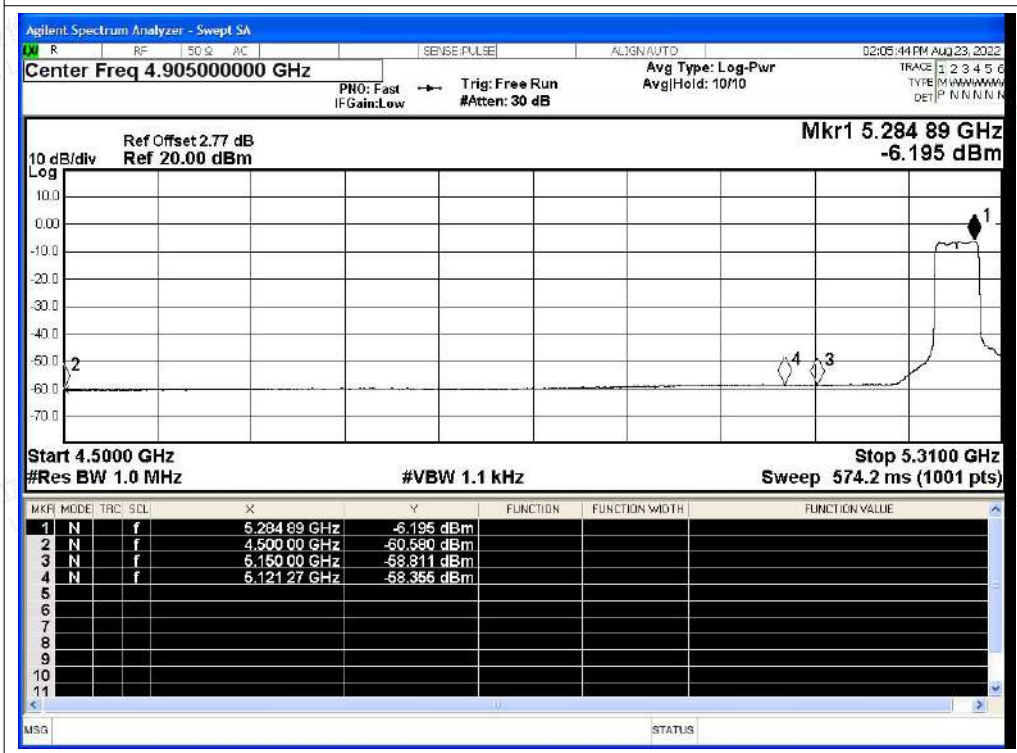 Agilent Spectrum Analyzer - Swept SA
R RF 50 Ω AC SENSE:PULSE ALIGNAUTO 02:05:44 PM Aug 23, 2022
Center Freq 4.905000000 GHz
PNO: Fast
IFGain:Low
Trig: Free Run
#Atten: 30 dB
Avg Type: Log-Pwr
Avg|Hold: 10/10
TRACE 1 2 3 4 5 6
TYPE M
DET P N N N N N
Mkr1 5.284 89 GHz
-6.195 dBm
Ref Offset 2.77 dB
10 dB/div Ref 20.00 dBm
Log
10.0
0.00
-10.0
-20.0
-30.0
-40.0
-50.0
-60.0
-70.0
1
2
4
3
Start 4.5000 GHz Stop 5.3100 GHz
#Res BW 1.0 MHz #VBW 1.1 kHz Sweep 574.2 ms (1001 pts)
MKR MODE TRC SCL X Y FUNCTION FUNCTION WIDTH FUNCTION VALUE
1 N f 5.284 89 GHz -6.195 dBm
2 N f 4.500 00 GHz -60.580 dBm
3 N f 5.150 00 GHz -58.811 dBm
4 N f 5.121 27 GHz -58.355 dBm
5
6
7
8
9
10
11
MSG STATUS